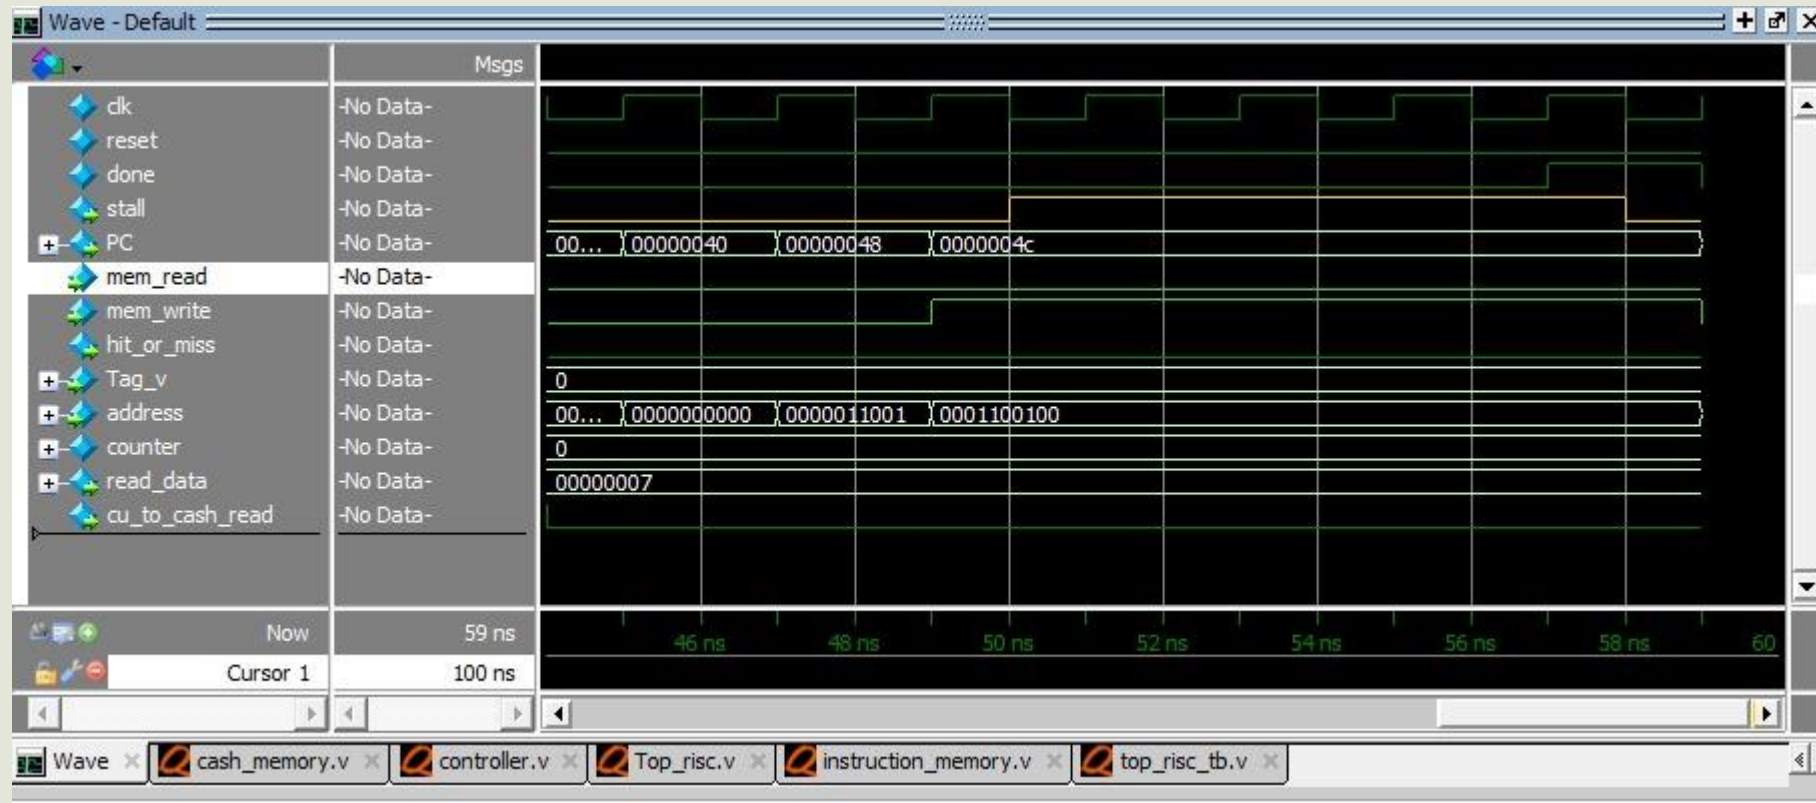 Wave - Default
Msgs
clk -No Data-
reset -No Data-
done -No Data-
stall -No Data-
PC -No Data- 00... 00000040 00000048 0000004c
mem_read -No Data-
mem_write -No Data-
hit_or_miss -No Data-
Tag_v -No Data- 0
address -No Data- 00... 0000000000 0000011001 0001100100
counter -No Data- 0
read_data -No Data- 00000007
cu_to_cash_read -No Data-
Now 59 ns 46 ns 48 ns 50 ns 52 ns 54 ns 56 ns 58 ns 60
Cursor 1 100 ns
Wave cash_memory.v controller.v Top_risc.v instruction_memory.v top_risc_tb.v